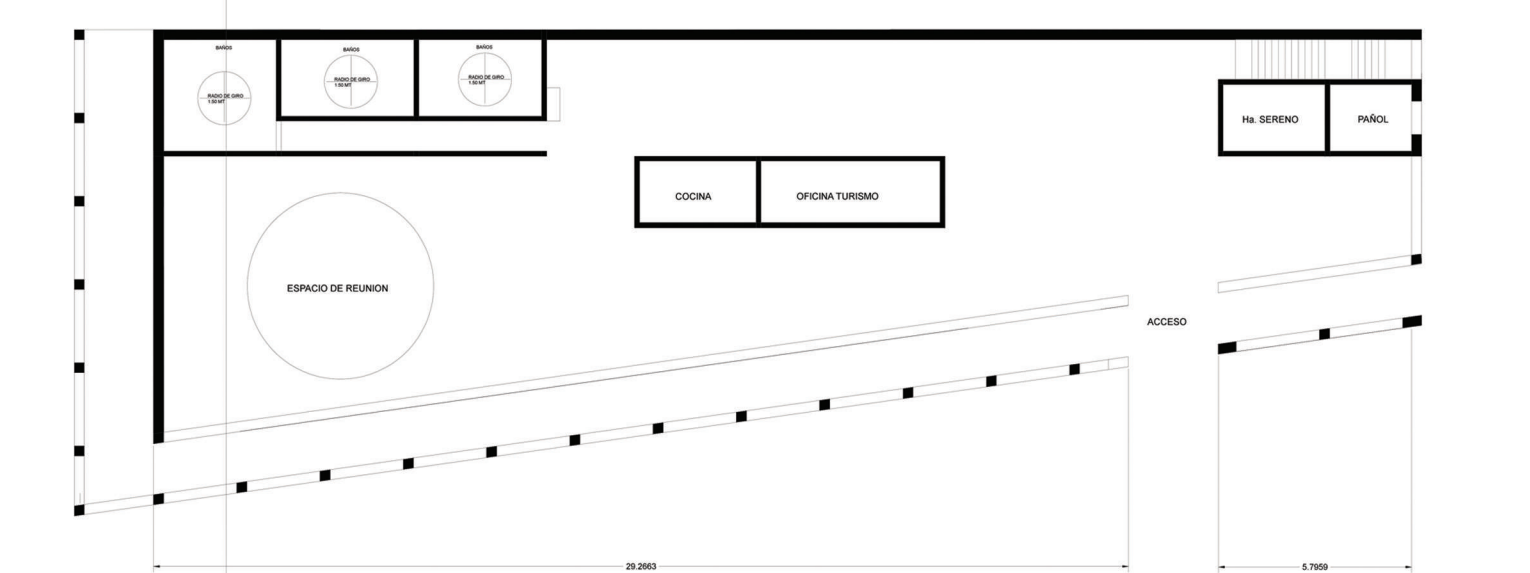 BAÑOS
BAÑOS
BAÑOS
RADIO DE GIRO
1.50 MT
RADIO DE GIRO
1.50 MT
RADIO DE GIRO
1.50 MT
Ha. SERENO
PAÑOL
COCINA
OFICINA TURISMO
ESPACIO DE REUNION
ACCESO
29.2663
5.7959